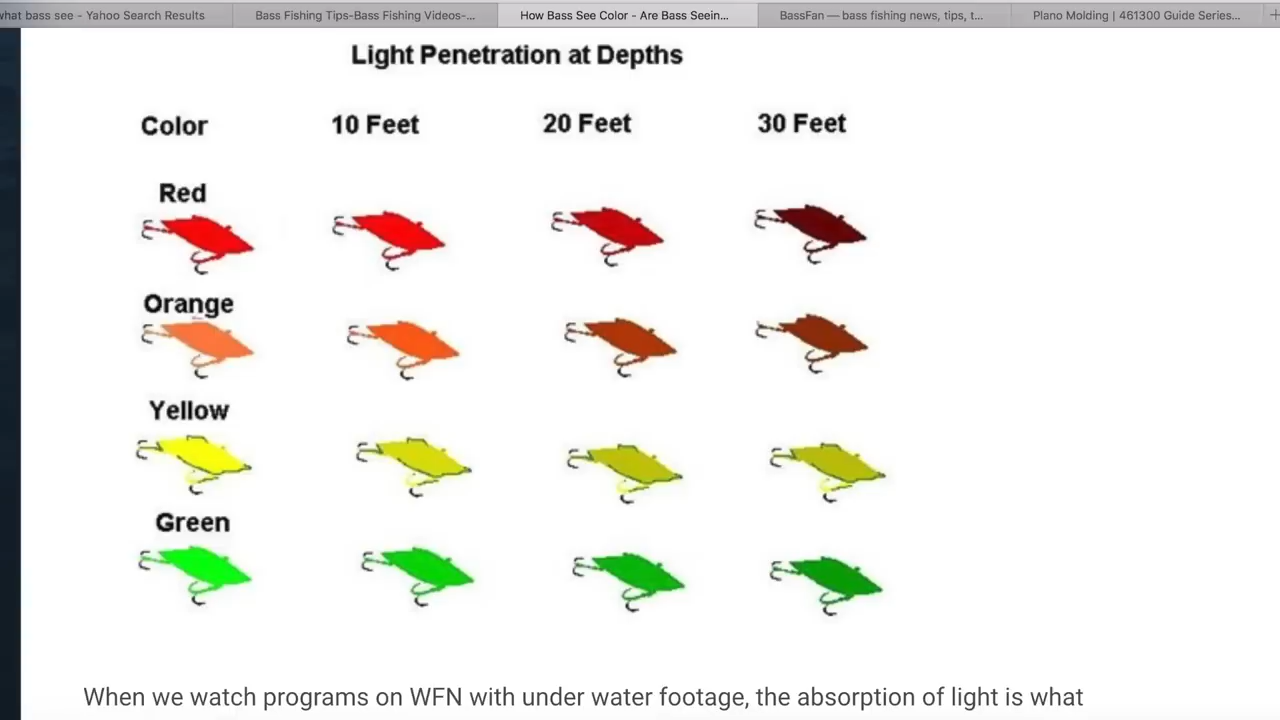 what bass see - Yahoo Search Results
Bass Fishing Tips-Bass Fishing Videos-...
How Bass See Color - Are Bass Seein...
BassFan — bass fishing news, tips, t...
Plano Molding | 461300 Guide Series...
Light Penetration at Depths
Color 10 Feet 20 Feet 30 Feet
Red
Orange
Yellow
Green
When we watch programs on WFN with under water footage, the absorption of light is what